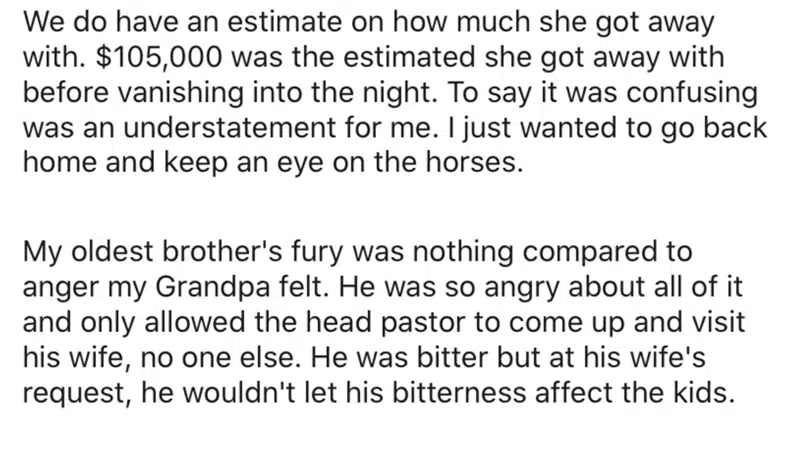 We do have an estimate on how much she got away
with. $105,000 was the estimated she got away with
before vanishing into the night. To say it was confusing
was an understatement for me. I just wanted to go back
home and keep an eye on the horses.
My oldest brother's fury was nothing compared to
anger my Grandpa felt. He was so angry about all of it
and only allowed the head pastor to come up and visit
his wife, no one else. He was bitter but at his wife's
request, he wouldn't let his bitterness affect the kids.